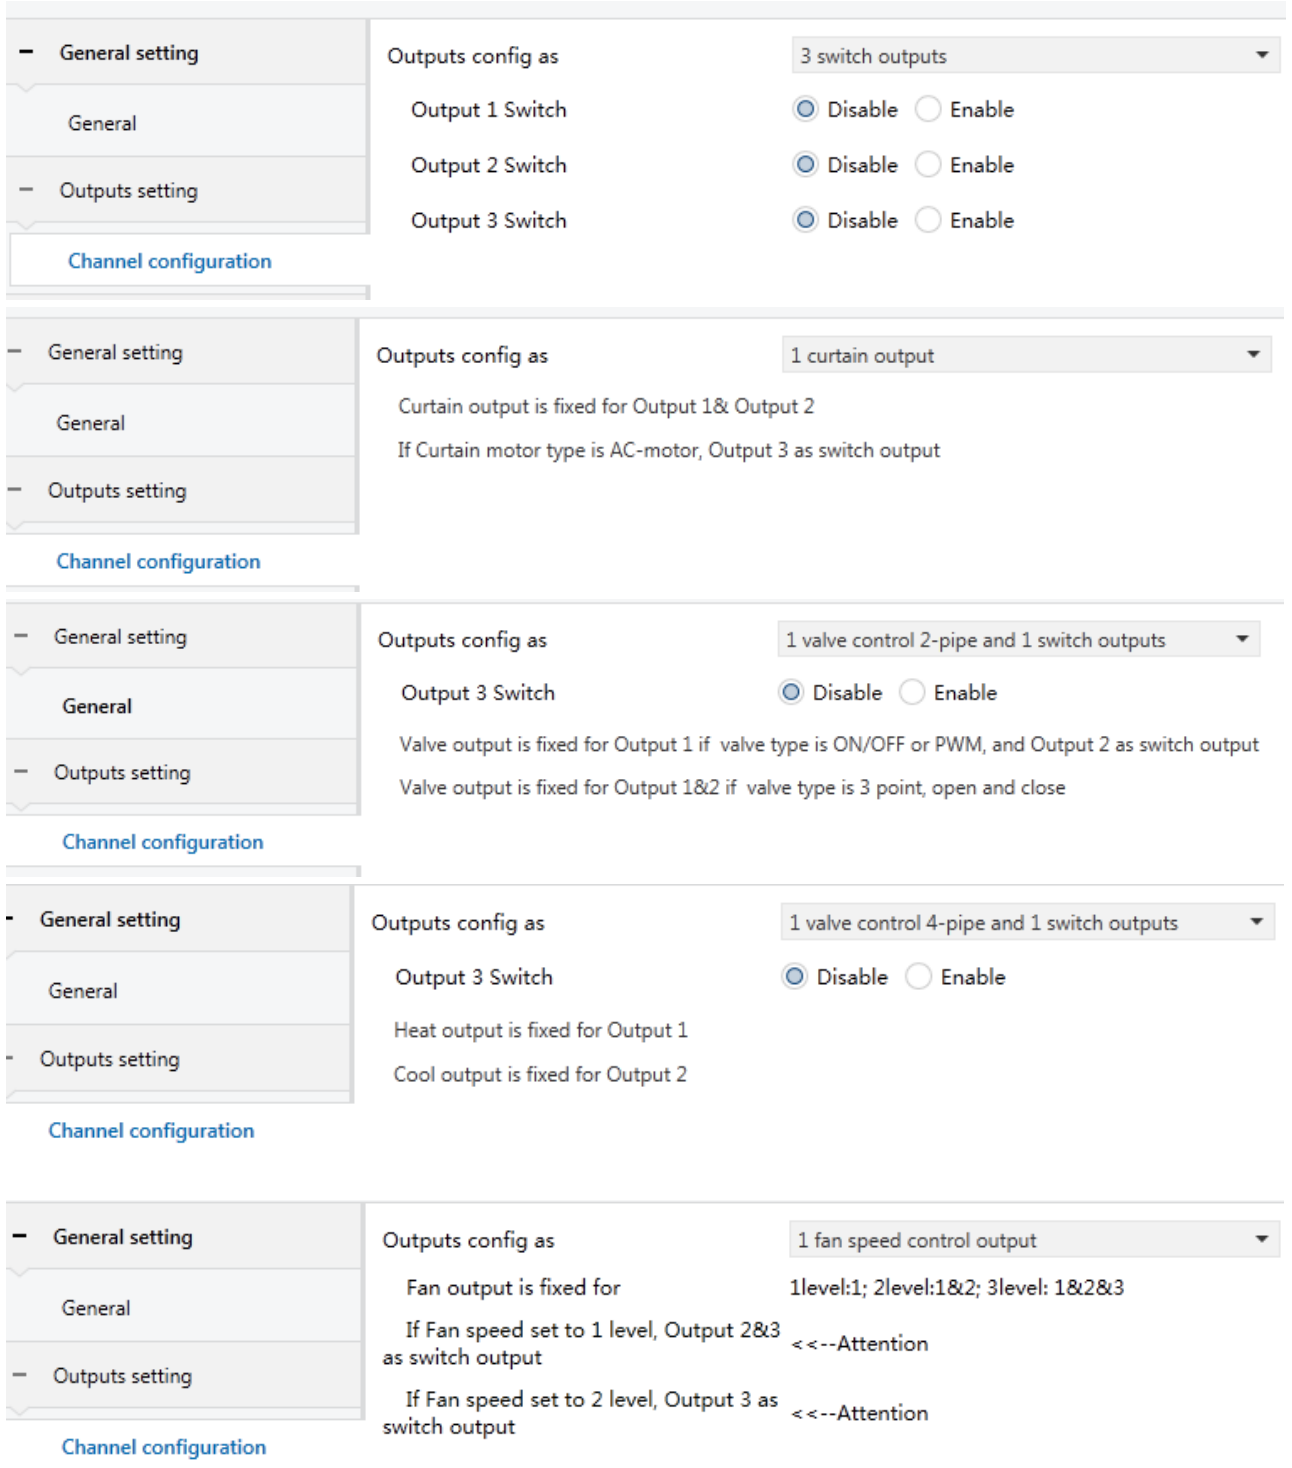 General setting
Outputs config as
3 switch outputs
General
Output 1 Switch
Disable
Enable
Output 2 Switch
Disable
Enable
Outputs setting
Output 3 Switch
Disable
Enable
Channel configuration
General setting
Outputs config as
1 curtain output
General
Curtain output is fixed for Output 1& Output 2
If Curtain motor type is AC-motor, Output 3 as switch output
Outputs setting
Channel configuration
General setting
Outputs config as
1 valve control 2-pipe and 1 switch outputs
General
Output 3 Switch
Disable
Enable
Valve output is fixed for Output 1 if  valve type is ON/OFF or PWM, and Output 2 as switch output
Outputs setting
Valve output is fixed for Output 1&2 if  valve type is 3 point, open and close
Channel configuration
General setting
Outputs config as
1 valve control 4-pipe and 1 switch outputs
General
Output 3 Switch
Disable
Enable
Heat output is fixed for Output 1
Outputs setting
Cool output is fixed for Output 2
Channel configuration
General setting
Outputs config as
1 fan speed control output
General
Fan output is fixed for
1level:1; 2level:1&2; 3level: 1&2&3
If Fan speed set to 1 level, Output 2&3
as switch output
<<--Attention
Outputs setting
If Fan speed set to 2 level, Output 3 as
switch output
<<--Attention
Channel configuration